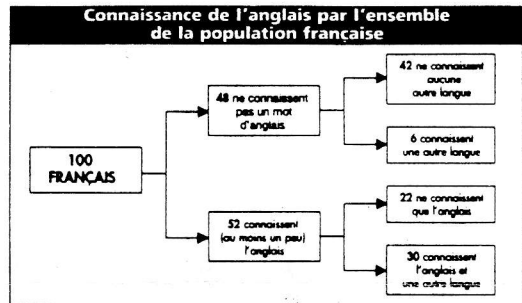 Connaissance de l'anglais par l'ensemble
de la population française
100
FRANÇAIS
48 ne connaissent
pas un mot
d'anglais
42 ne connaissent
aucune
autre langue
6 connaissent
une autre langue
52 connaissent
(au moins un peu)
l'anglais
22 ne connaissent
que l'anglais
30 connaissent
l'anglais et
une autre langue